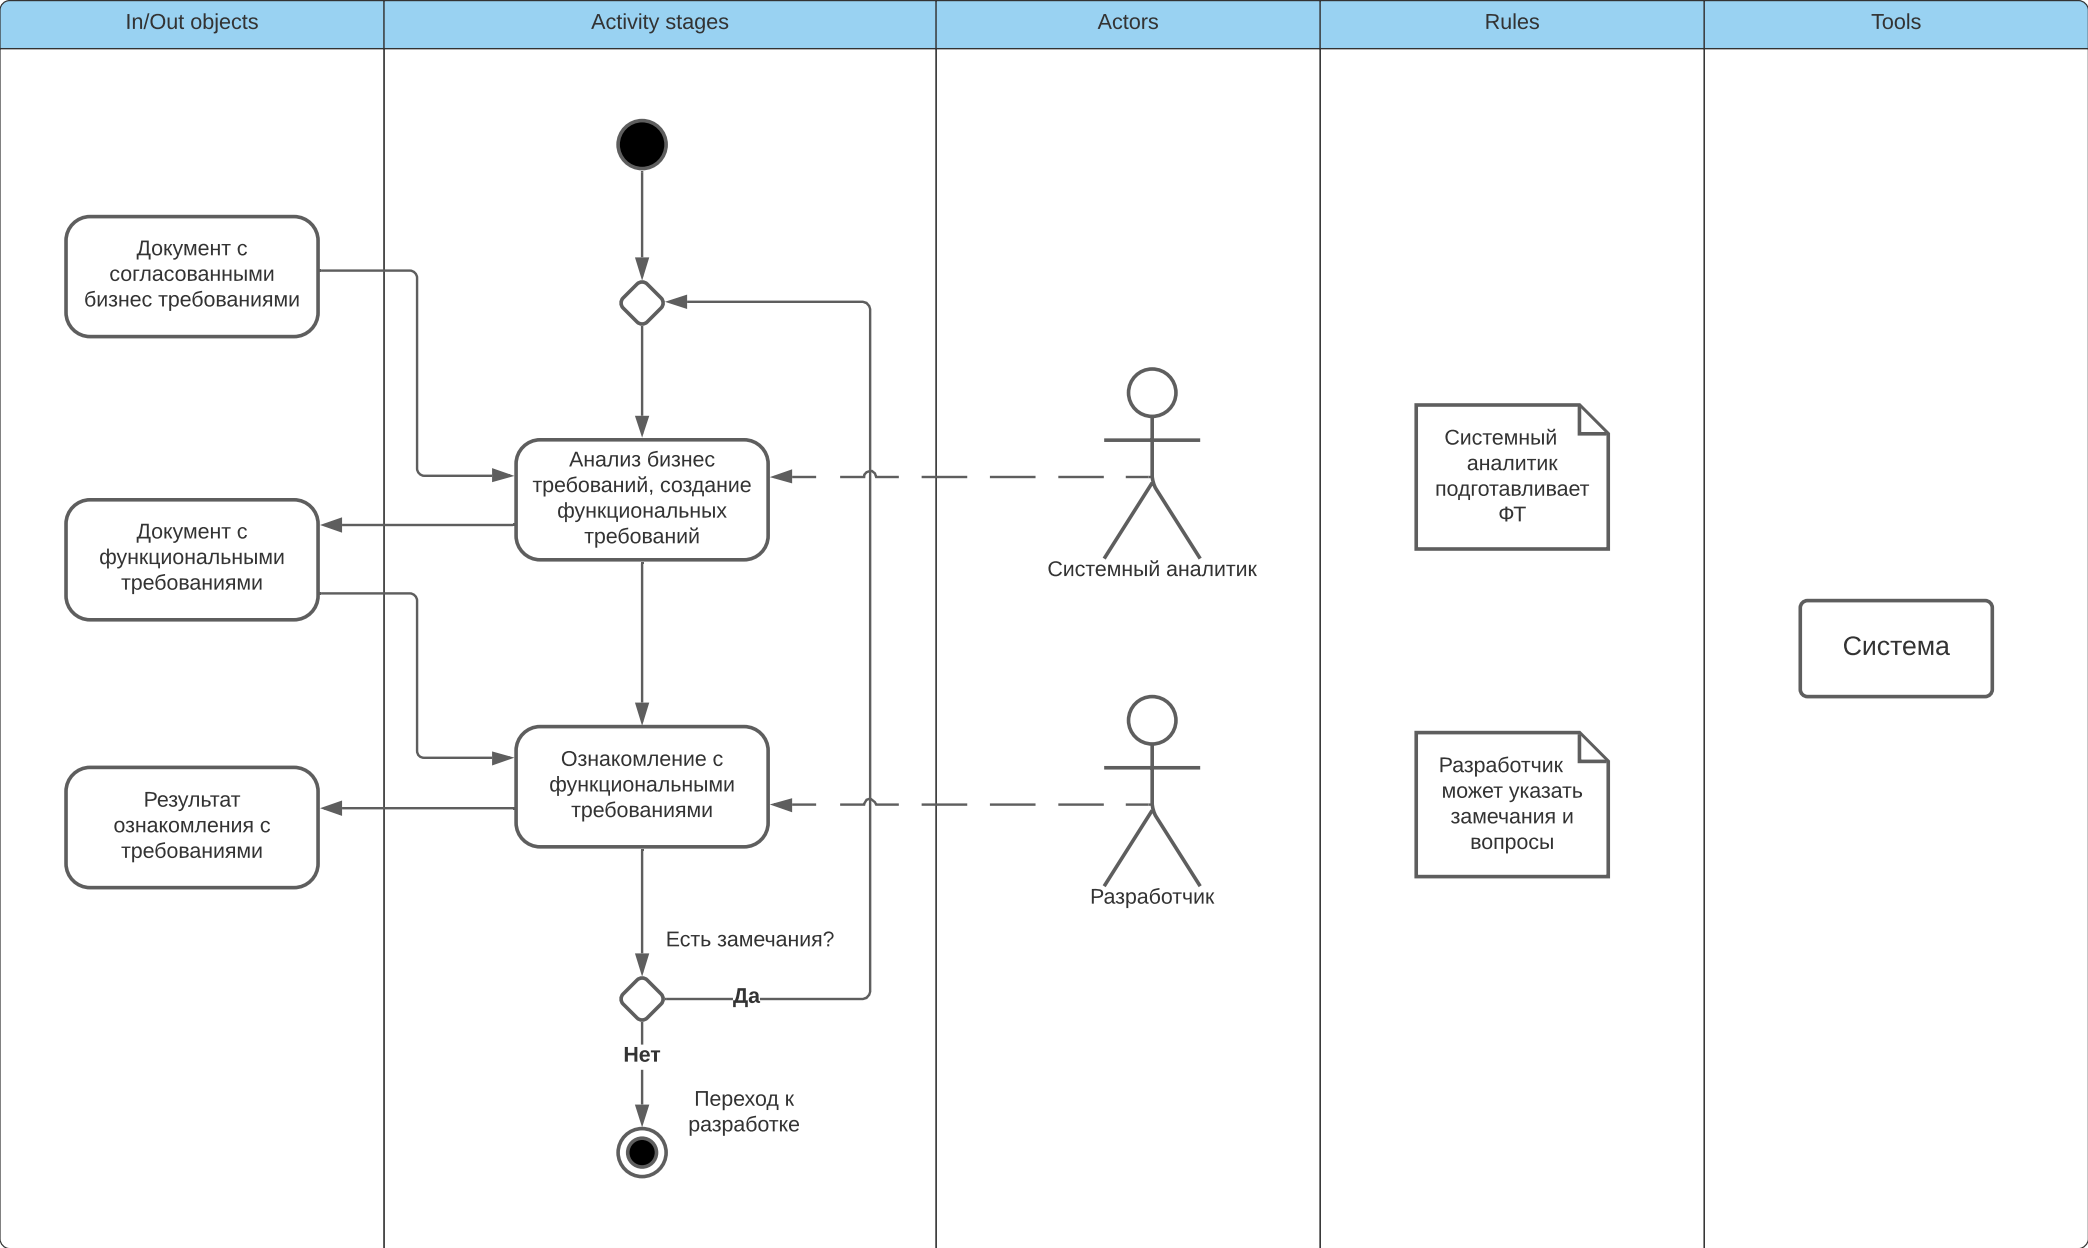 In/Out objects
Activity stages
Actors
Rules
Tools
Документ с
согласованными
бизнес требованиями
Документ с
функциональными
требованиями
Результат
ознакомления с
требованиями
Анализ бизнес
требований, создание
функциональных
требований
Ознакомление с
функциональными
требованиями
Есть замечания?
Да
Нет
Переход к
разработке
Системный аналитик
Разработчик
Системный
аналитик
подготавливает
ФТ
Разработчик
может указать
замечания и
вопросы
Система